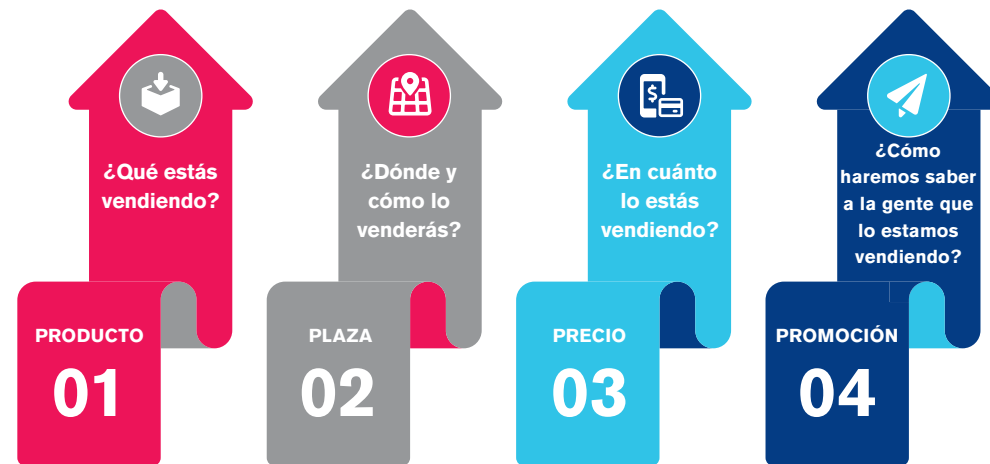 ¿Qué estás
vendiendo?
PRODUCTO
01
¿Dónde y
cómo lo
venderás?
PLAZA
02
$
¿En cuánto
lo estás
vendiendo?
PRECIO
03
¿Cómo
haremos saber
a la gente que
lo estamos
vendiendo?
PROMOCIÓN
04